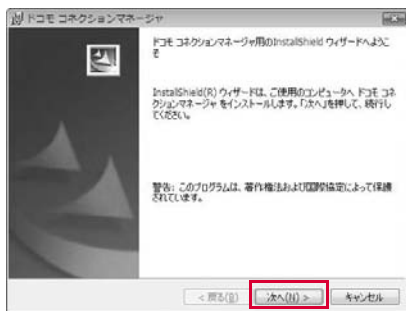 ドコモ コネクションマネージャ
ドコモ コネクションマネージャ用のInstallShield ウィザードへようこ
そ
InstallShield(R) ウィザードは、ご使用のコンピュータへ ドコモ コネ
クションマネージャ をインストールします。「次へ」を押して、続行し
てください。
警告: このプログラムは、著作権法および国際協定によって保護
されています。
< 戻る(B)
次へ(N) >
キャンセル